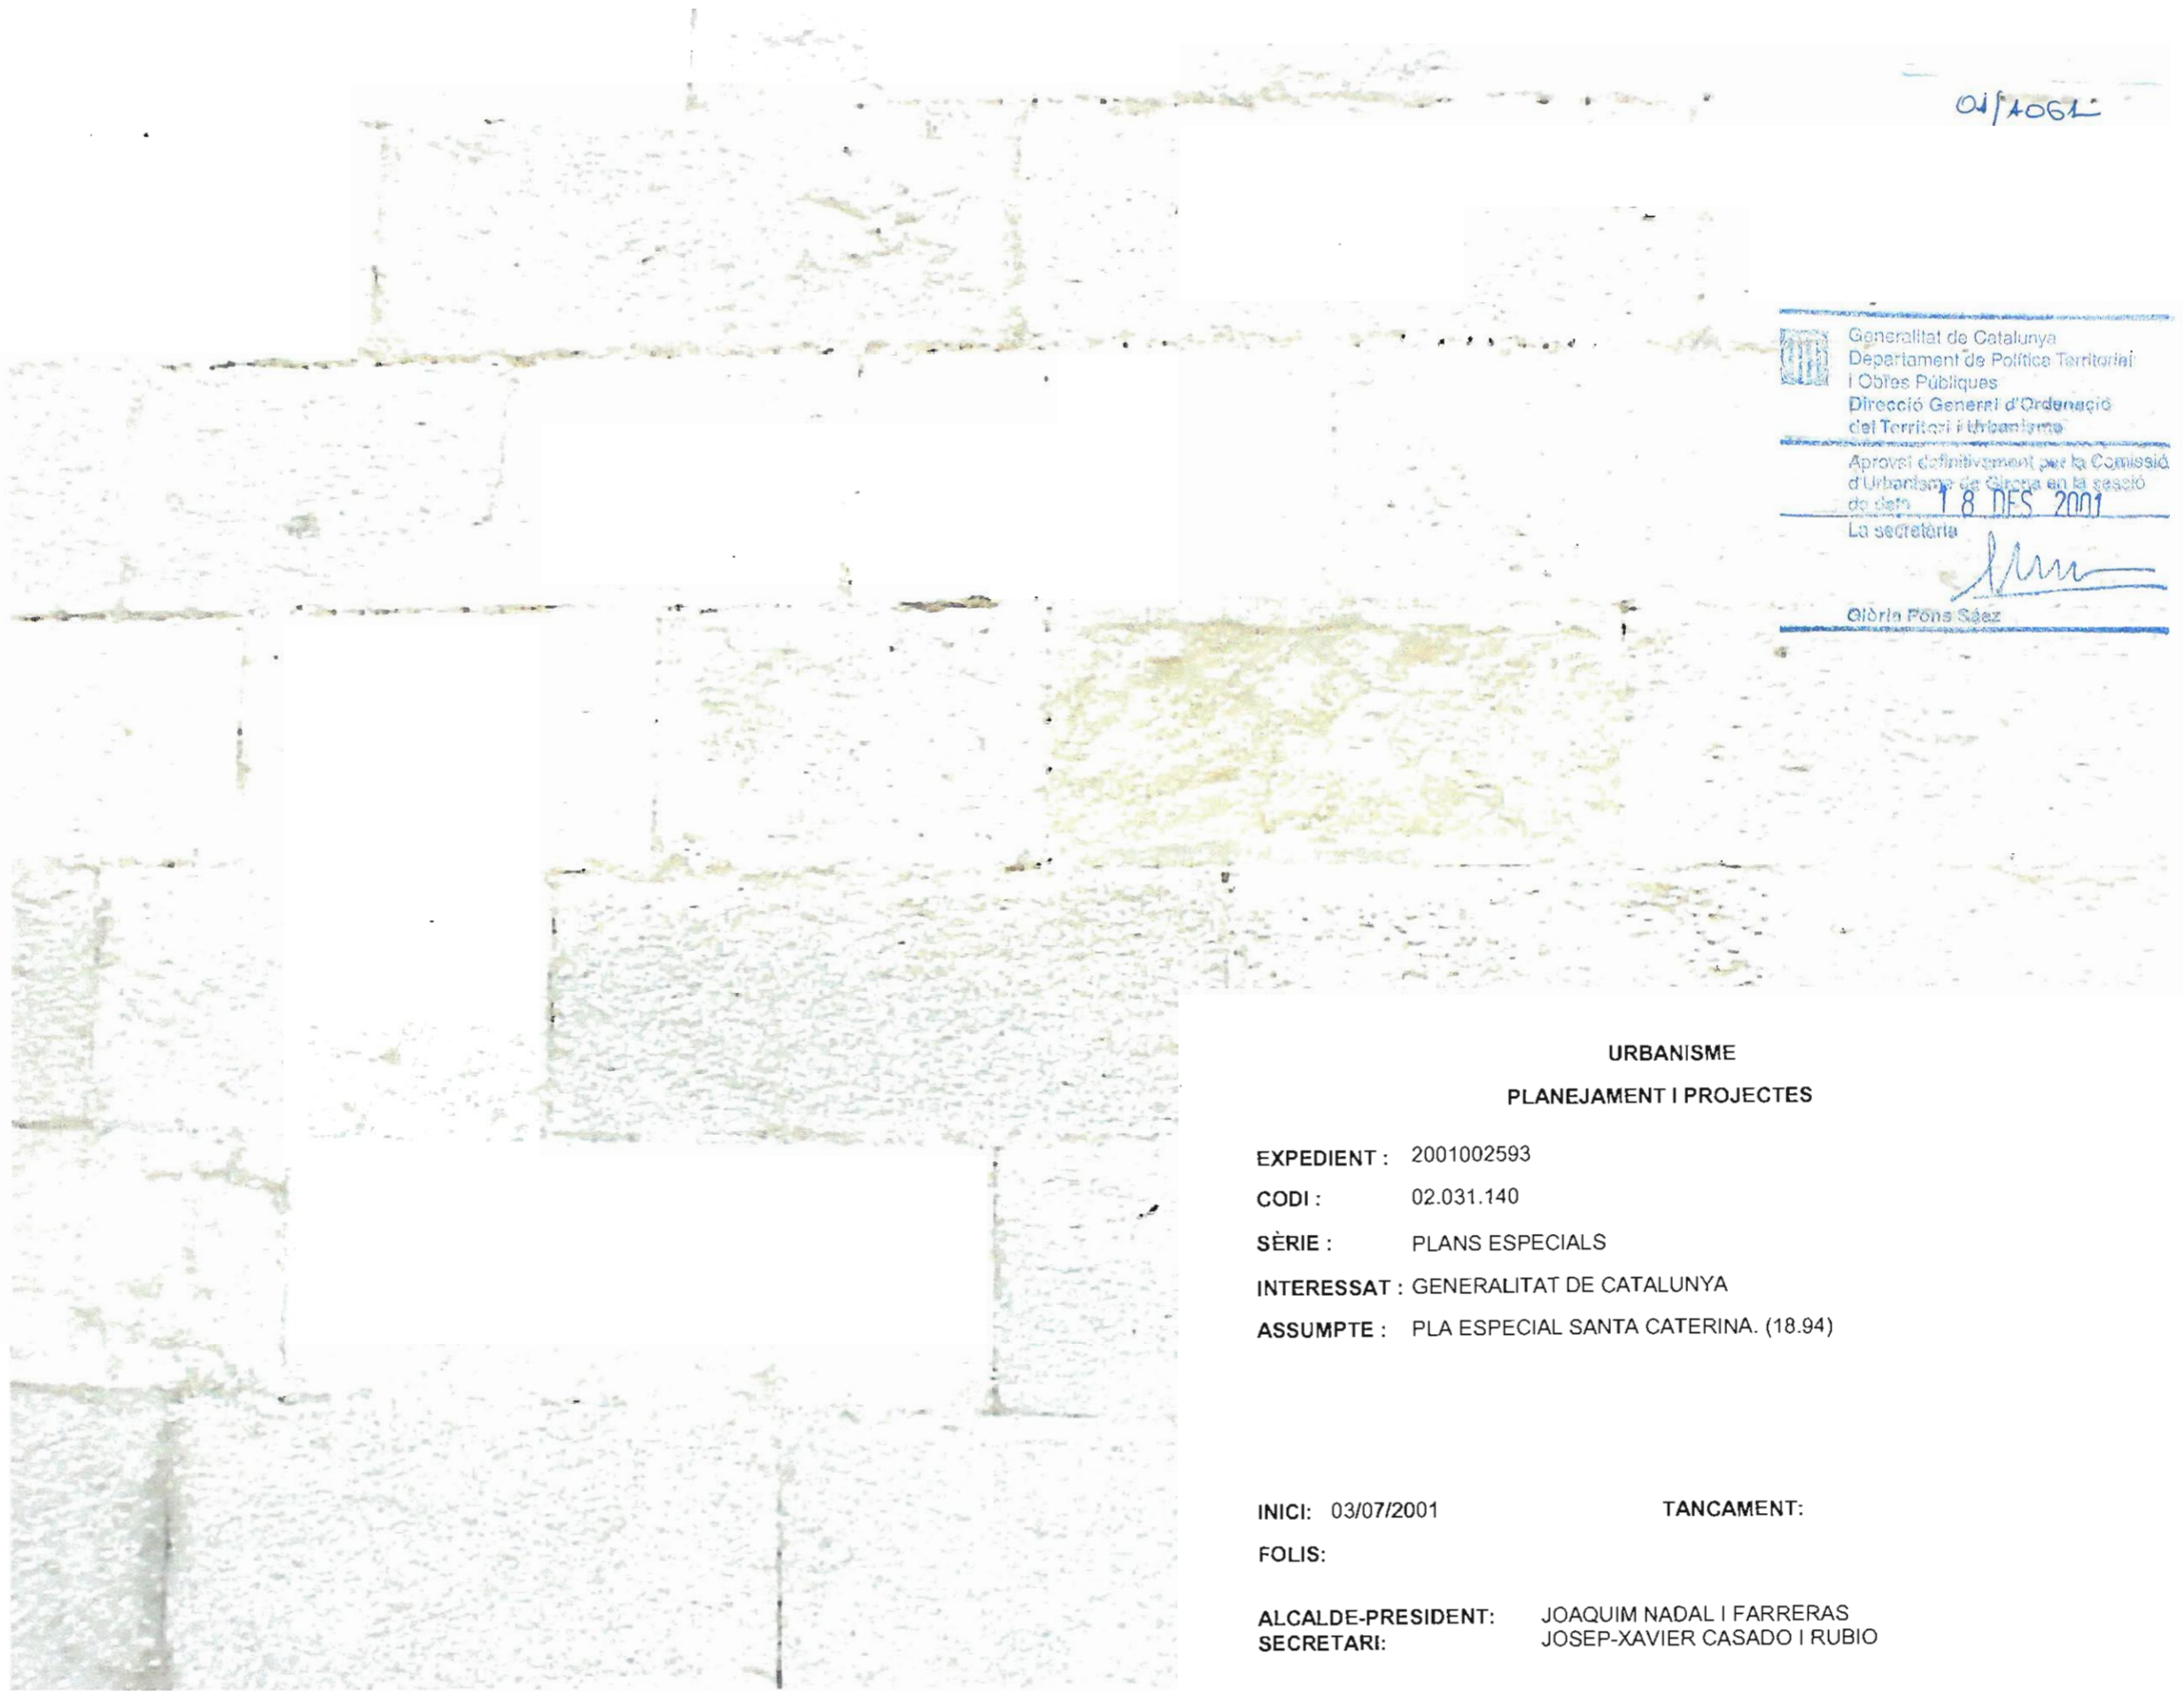 01/1061
Generalitat de Catalunya
Departament de Política Territorial
i Obres Públiques
Direcció General d'Ordenació
del Territori i Urbanisme
Aprovat definitivament per la Comissió
d'Urbanisme de Girona en la sessió
de data 18 DES 2001
La secretària
Glòria Pons Sáez
URBANISME
PLANEJAMENT I PROJECTES
EXPEDIENT : 2001002593
CODI : 02.031.140
SÈRIE : PLANS ESPECIALS
INTERESSAT : GENERALITAT DE CATALUNYA
ASSUMPTE : PLA ESPECIAL SANTA CATERINA. (18.94)
INICI: 03/07/2001 TANCAMENT:
FOLIS:
ALCALDE-PRESIDENT: JOAQUIM NADAL I FARRERAS
SECRETARI: JOSEP-XAVIER CASADO I RUBIO